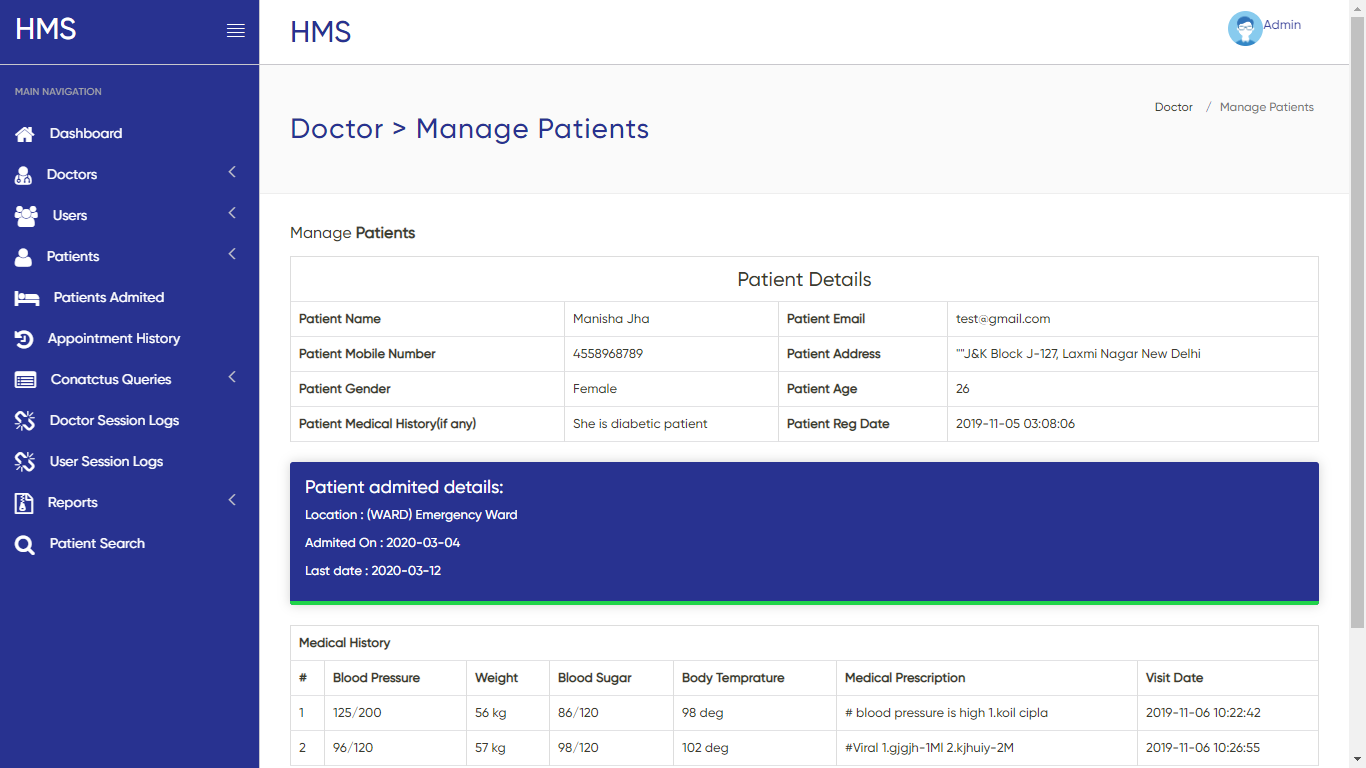 HMS
HMS
Admin
MAIN NAVIGATION
Dashboard
Doctors
Users
Patients
Patients Admited
Appointment History
Conatctus Queries
Doctor Session Logs
User Session Logs
Reports
Patient Search
Doctor / Manage Patients
Doctor > Manage Patients
Manage Patients
Patient Details
Patient Name Manisha Jha Patient Email test@gmail.com
Patient Mobile Number 4558968789 Patient Address ""J&K Block J-127, Laxmi Nagar New Delhi
Patient Gender Female Patient Age 26
Patient Medical History(if any) She is diabetic patient Patient Reg Date 2019-11-05 03:08:06
Patient admited details:
Location : (WARD) Emergency Ward
Admited On : 2020-03-04
Last date : 2020-03-12
Medical History
# Blood Pressure Weight Blood Sugar Body Temprature Medical Prescription Visit Date
1 125/200 56 kg 86/120 98 deg # blood pressure is high 1.koil cipla 2019-11-06 10:22:42
2 96/120 57 kg 98/120 102 deg #Viral 1.gjgjh-1Ml 2.kjhuiy-2M 2019-11-06 10:26:55